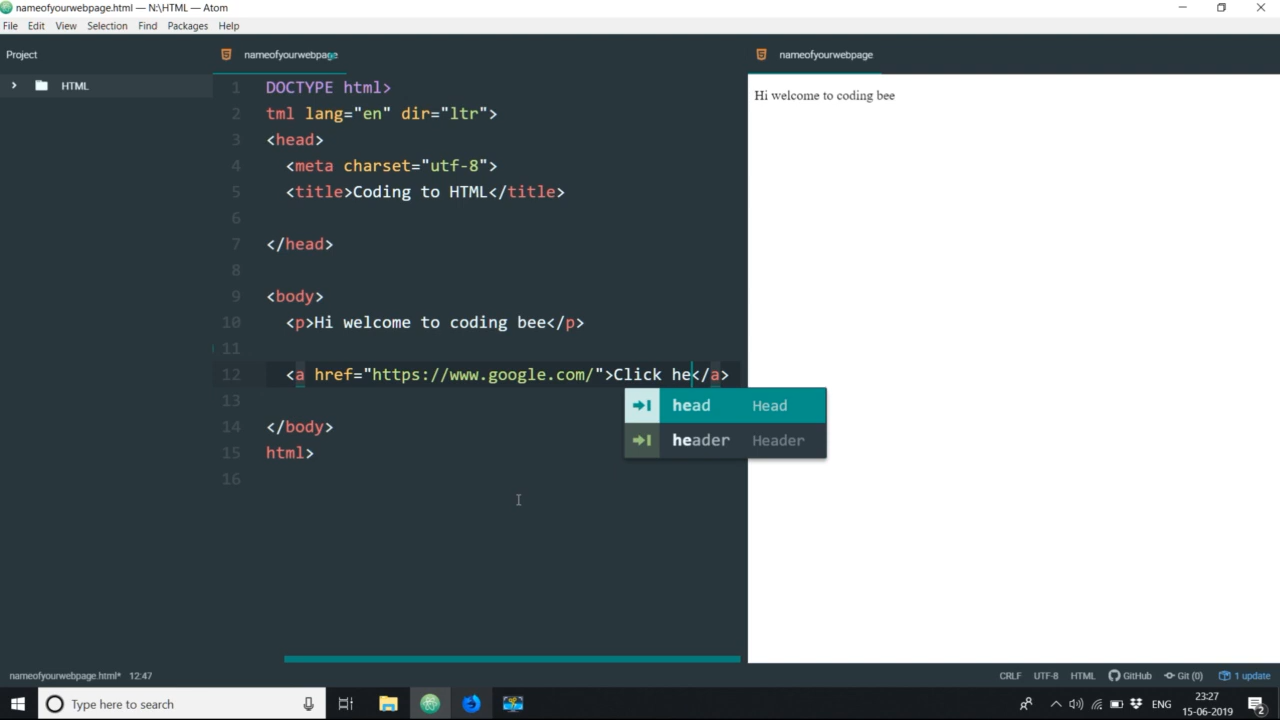 nameofyourwebpage.html — N:\HTML — Atom
File Edit View Selection Find Packages Help
Project
HTML
nameofyourwebpage
1 DOCTYPE html>
2 tml lang="en" dir="ltr">
3 <head>
4 <meta charset="utf-8">
5 <title>Coding to HTML</title>
6
7 </head>
8
9 <body>
10 <p>Hi welcome to coding bee</p>
11
12 <a href="https://www.google.com/">Click he</a>
13
14 </body>
15 html>
16
head Head
header Header
nameofyourwebpage
Hi welcome to coding bee
nameofyourwebpage.html* 12:47
CRLF UTF-8 HTML GitHub Git (0) 1 update
Type here to search
ENG
23:27
15-06-2019
2